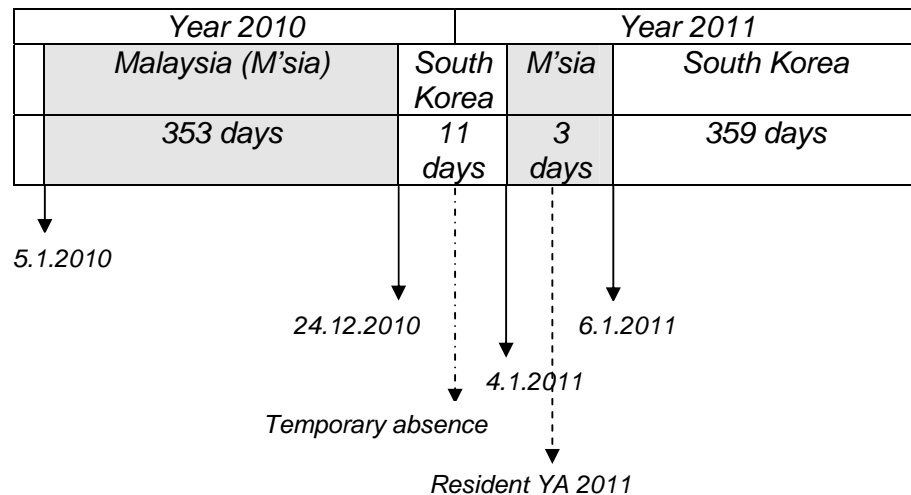 Year 2010 Year 2011
Malaysia (M’sia) South Korea M’sia South Korea
353 days 11 days 3 days 359 days
5.1.2010
24.12.2010 6.1.2011
4.1.2011
Temporary absence
Resident YA 2011